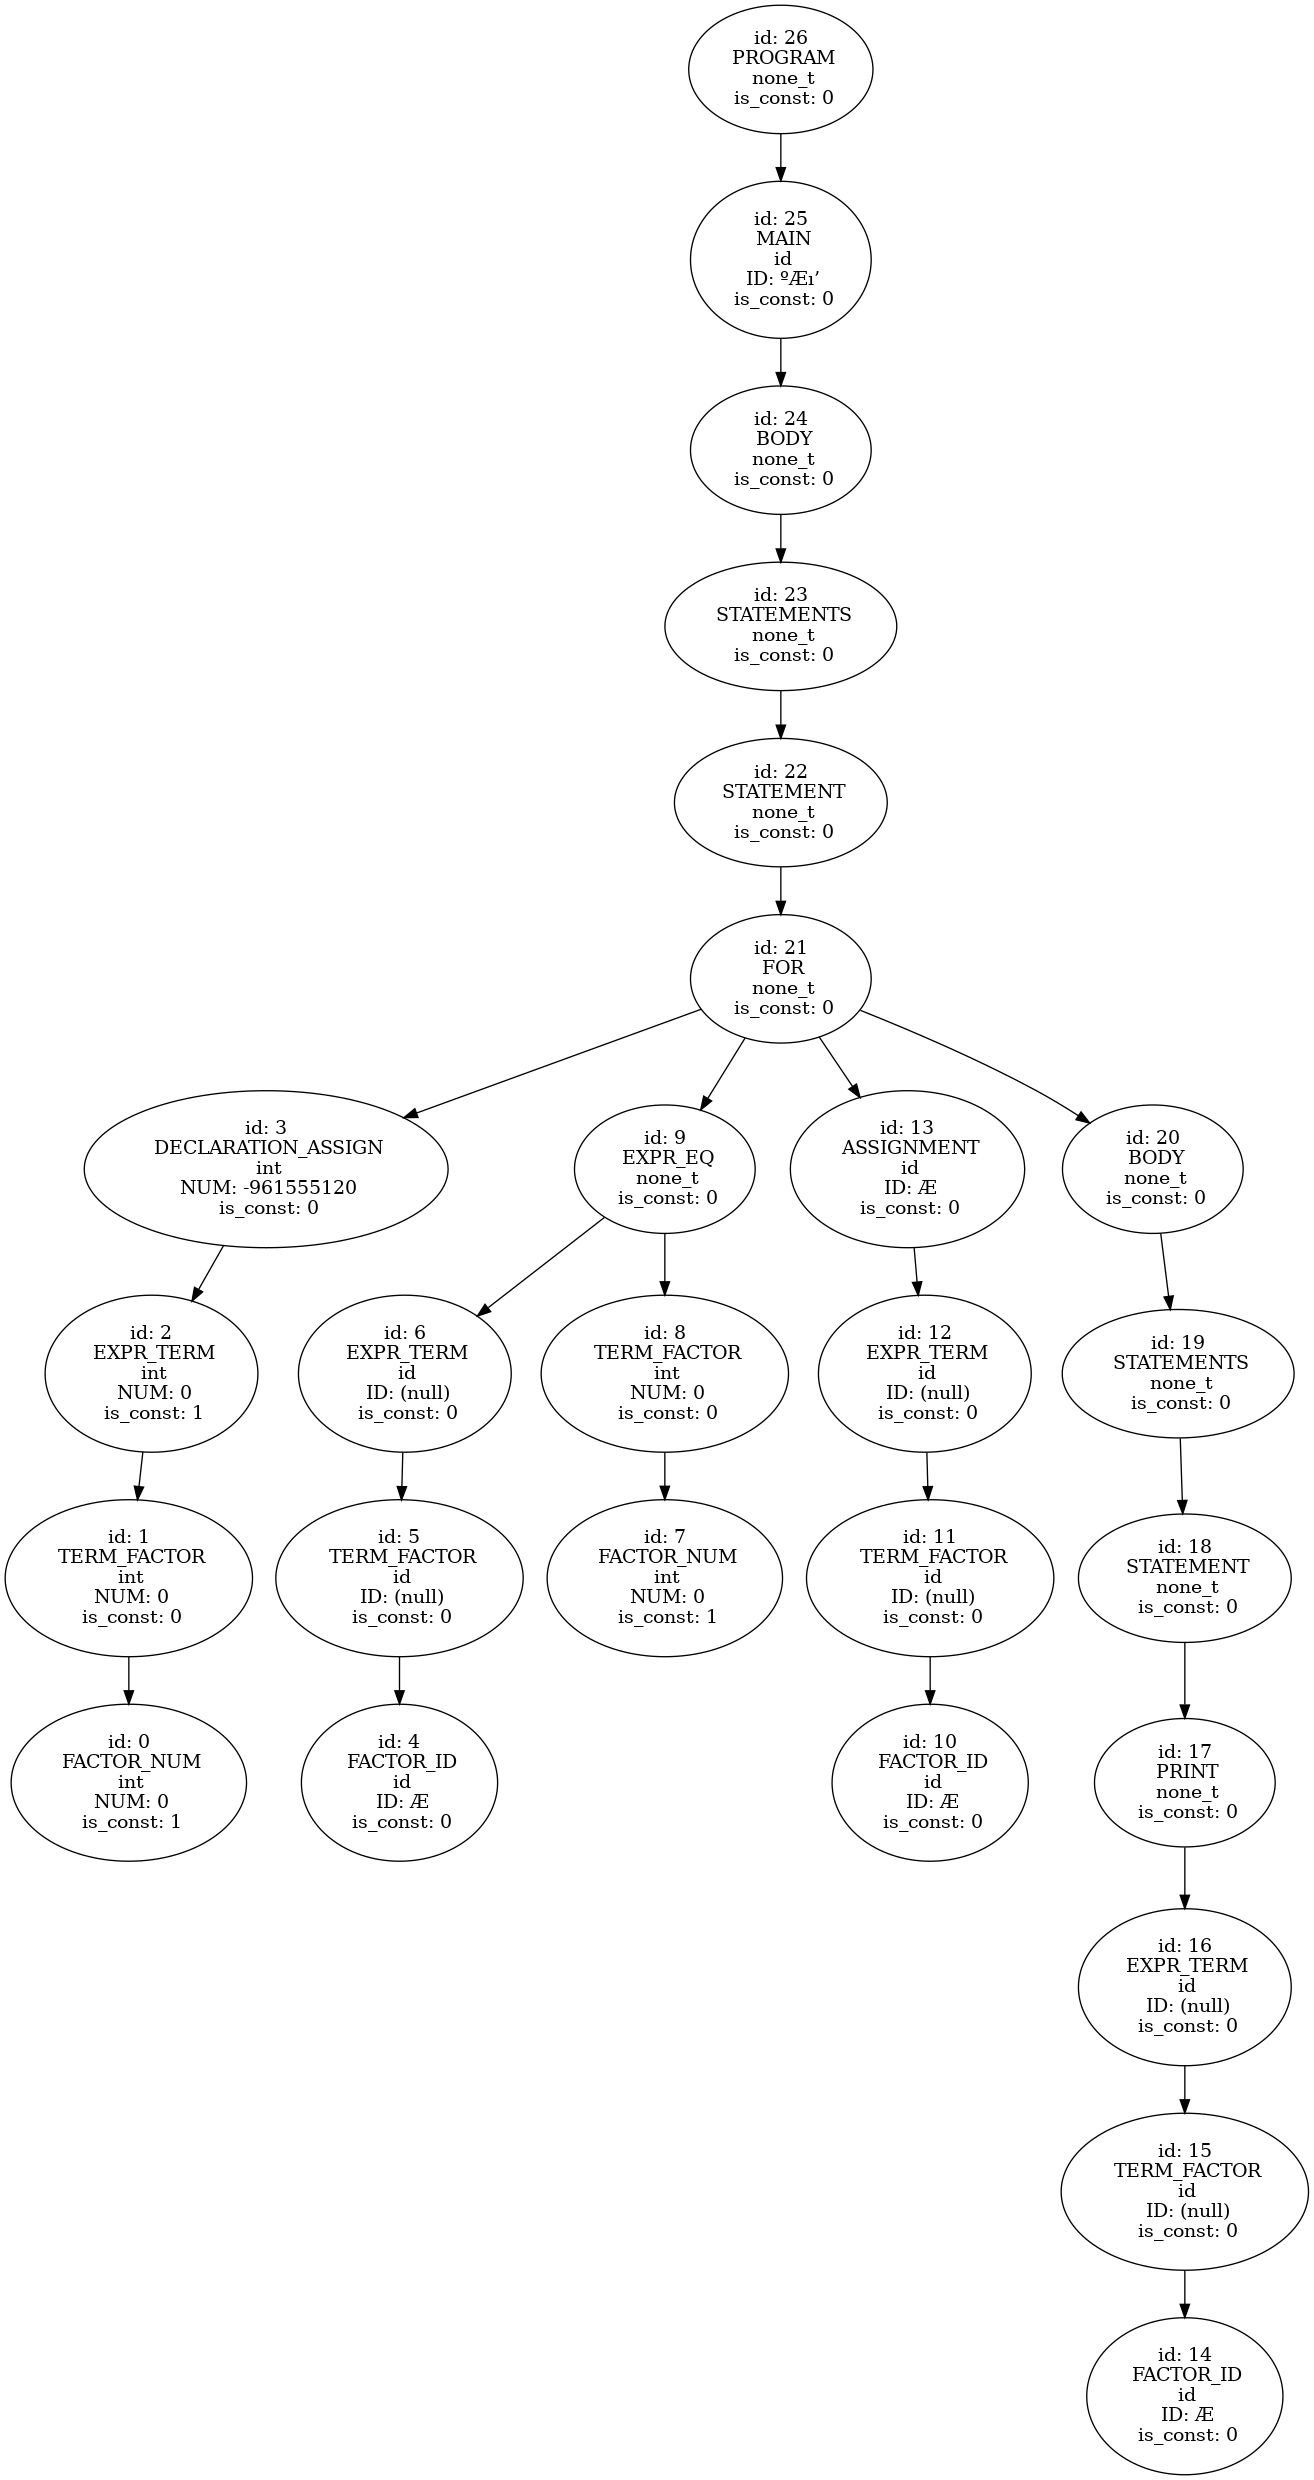 id: 26
PROGRAM
none_t
is_const: 0
id: 25
MAIN
id
ID: ºÆı’
is_const: 0
id: 24
BODY
none_t
is_const: 0
id: 23
STATEMENTS
none_t
is_const: 0
id: 22
STATEMENT
none_t
is_const: 0
id: 21
FOR
none_t
is_const: 0
id: 3
DECLARATION_ASSIGN
int
NUM: -961555120
is_const: 0
id: 9
EXPR_EQ
none_t
is_const: 0
id: 13
ASSIGNMENT
id
ID: Æ
is_const: 0
id: 20
BODY
none_t
is_const: 0
id: 2
EXPR_TERM
int
NUM: 0
is_const: 1
id: 6
EXPR_TERM
id
ID: (null)
is_const: 0
id: 8
TERM_FACTOR
int
NUM: 0
is_const: 0
id: 12
EXPR_TERM
id
ID: (null)
is_const: 0
id: 19
STATEMENTS
none_t
is_const: 0
id: 1
TERM_FACTOR
int
NUM: 0
is_const: 0
id: 5
TERM_FACTOR
id
ID: (null)
is_const: 0
id: 7
FACTOR_NUM
int
NUM: 0
is_const: 1
id: 11
TERM_FACTOR
id
ID: (null)
is_const: 0
id: 18
STATEMENT
none_t
is_const: 0
id: 0
FACTOR_NUM
int
NUM: 0
is_const: 1
id: 4
FACTOR_ID
id
ID: Æ
is_const: 0
id: 10
FACTOR_ID
id
ID: Æ
is_const: 0
id: 17
PRINT
none_t
is_const: 0
id: 16
EXPR_TERM
id
ID: (null)
is_const: 0
id: 15
TERM_FACTOR
id
ID: (null)
is_const: 0
id: 14
FACTOR_ID
id
ID: Æ
is_const: 0